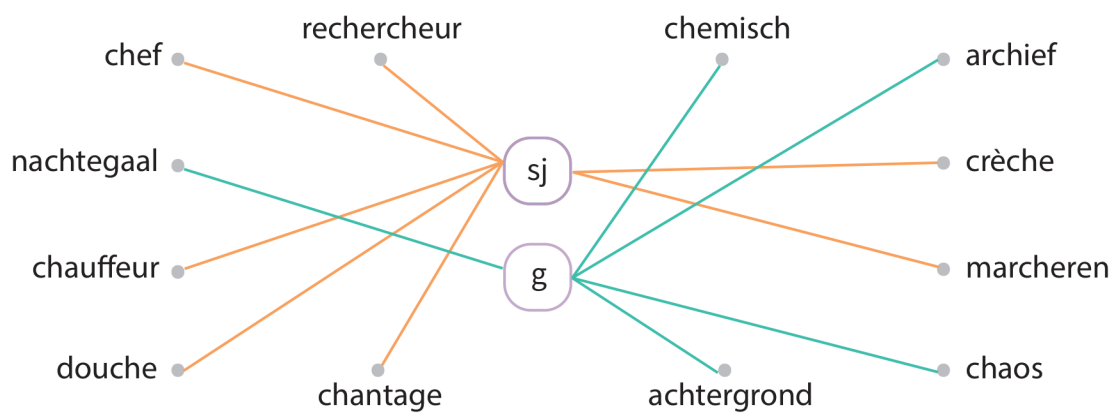 rechercheur
chemisch
chef
archief
nachtegaal
sj
crèche
chauffeur
g
marcheren
douche
chaos
chantage
achtergrond